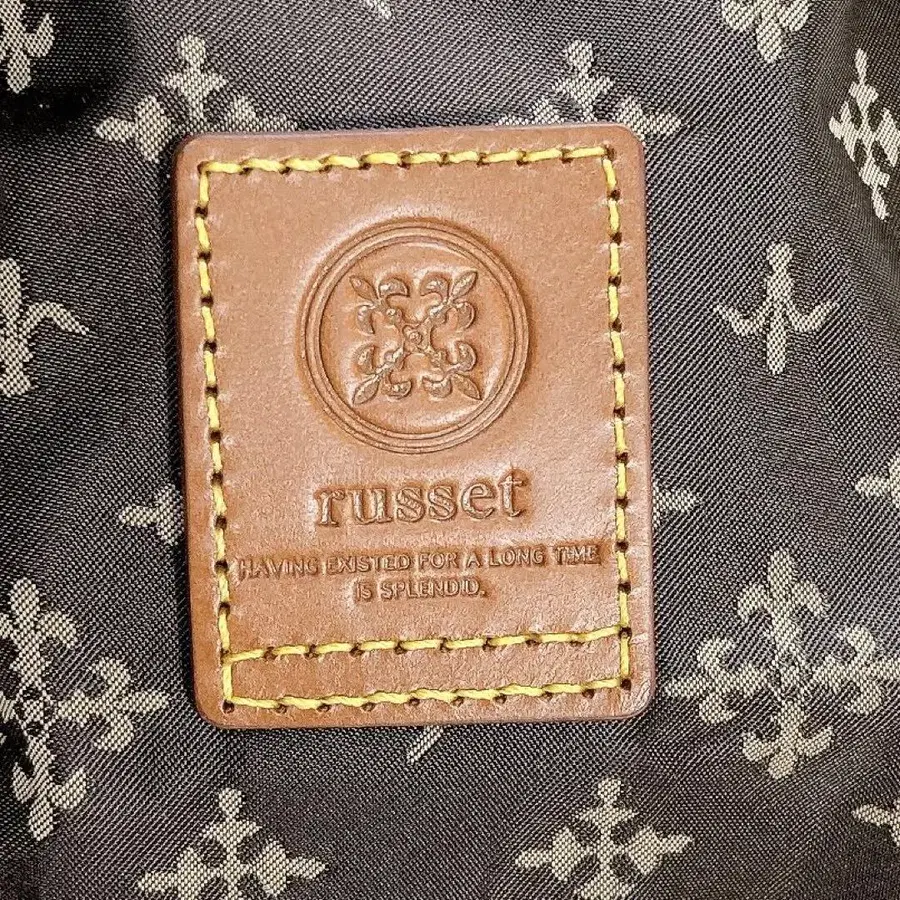 russet
HAVING EXISTED FOR A LONG TIME
IS SPLENDID.